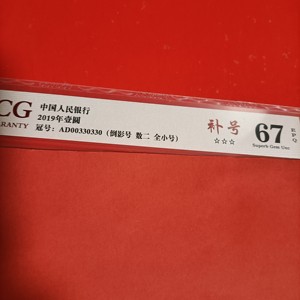 CG
RANTY
中国人民银行
2019年壹圆
冠号：AD00330330（倒影号 数二 全小号）
补号
☆☆☆
67
EPQ
Superb Gem Unc